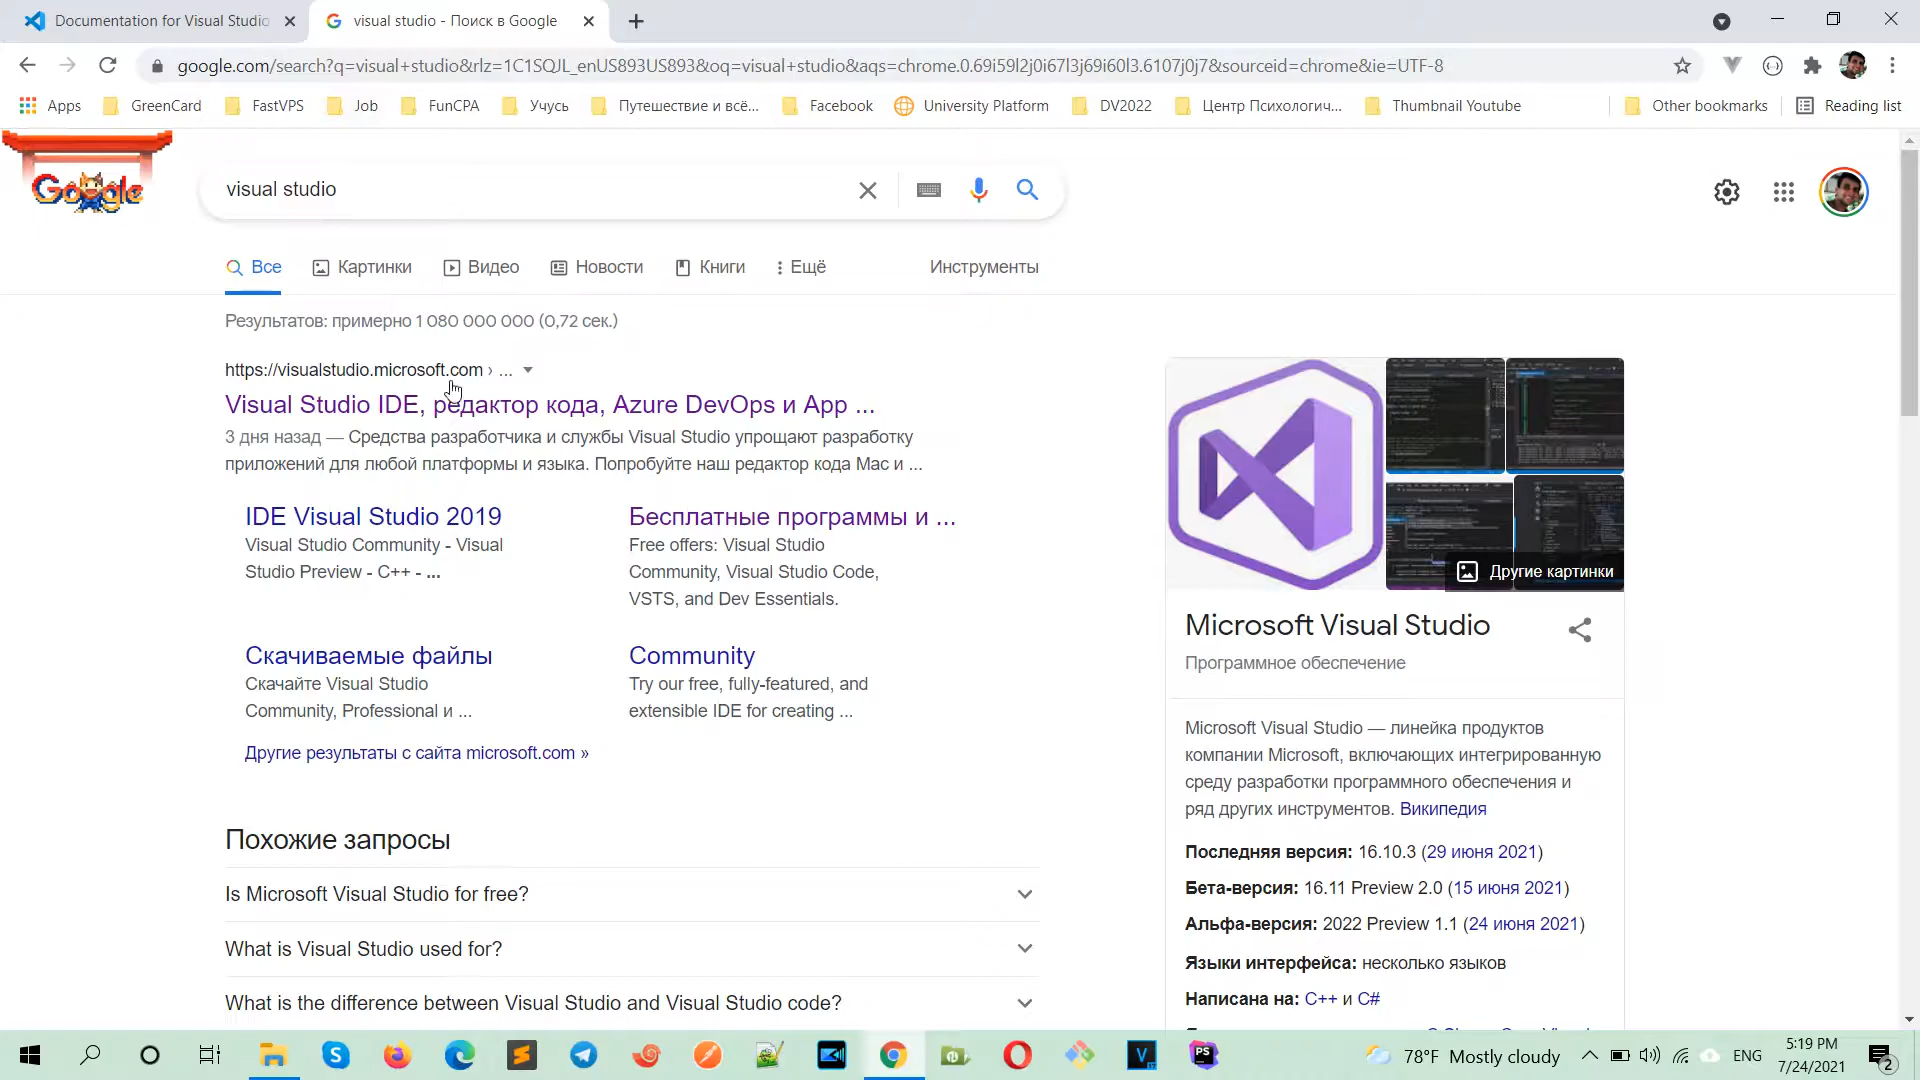 Documentation for Visual Studio
visual studio - Поиск в Google
google.com/search?q=visual+studio&rlz=1C1SQJL_enUS893US893&oq=visual+studio&aqs=chrome.0.69i59l2j0i67l3j69i60l3.6107j0j7&sourceid=chrome&ie=UTF-8
Apps GreenCard FastVPS Job FunCPA Учусь Путешествие и всё... Facebook University Platform DV2022 Центр Психологич... Thumbnail Youtube Other bookmarks Reading list
Google
visual studio
Все Картинки Видео Новости Книги Ещё Инструменты
Результатов: примерно 1 080 000 000 (0,72 сек.)
https://visualstudio.microsoft.com › ...
Visual Studio IDE, редактор кода, Azure DevOps и App ...
3 дня назад — Средства разработчика и службы Visual Studio упрощают разработку
приложений для любой платформы и языка. Попробуйте наш редактор кода Mac и ...
IDE Visual Studio 2019
Visual Studio Community - Visual
Studio Preview - C++ - ...
Бесплатные программы и ...
Free offers: Visual Studio
Community, Visual Studio Code,
VSTS, and Dev Essentials.
Скачиваемые файлы
Скачайте Visual Studio
Community, Professional и ...
Community
Try our free, fully-featured, and
extensible IDE for creating ...
Другие результаты с сайта microsoft.com »
Похожие запросы
Is Microsoft Visual Studio for free?
What is Visual Studio used for?
What is the difference between Visual Studio and Visual Studio code?
Другие картинки
Microsoft Visual Studio
Программное обеспечение
Microsoft Visual Studio — линейка продуктов
компании Microsoft, включающих интегрированную
среду разработки программного обеспечения и
ряд других инструментов. Википедия
Последняя версия: 16.10.3 (29 июня 2021)
Бета-версия: 16.11 Preview 2.0 (15 июня 2021)
Альфа-версия: 2022 Preview 1.1 (24 июня 2021)
Языки интерфейса: несколько языков
Написана на: C++ и C#
78°F Mostly cloudy
ENG
5:19 PM
7/24/2021
2